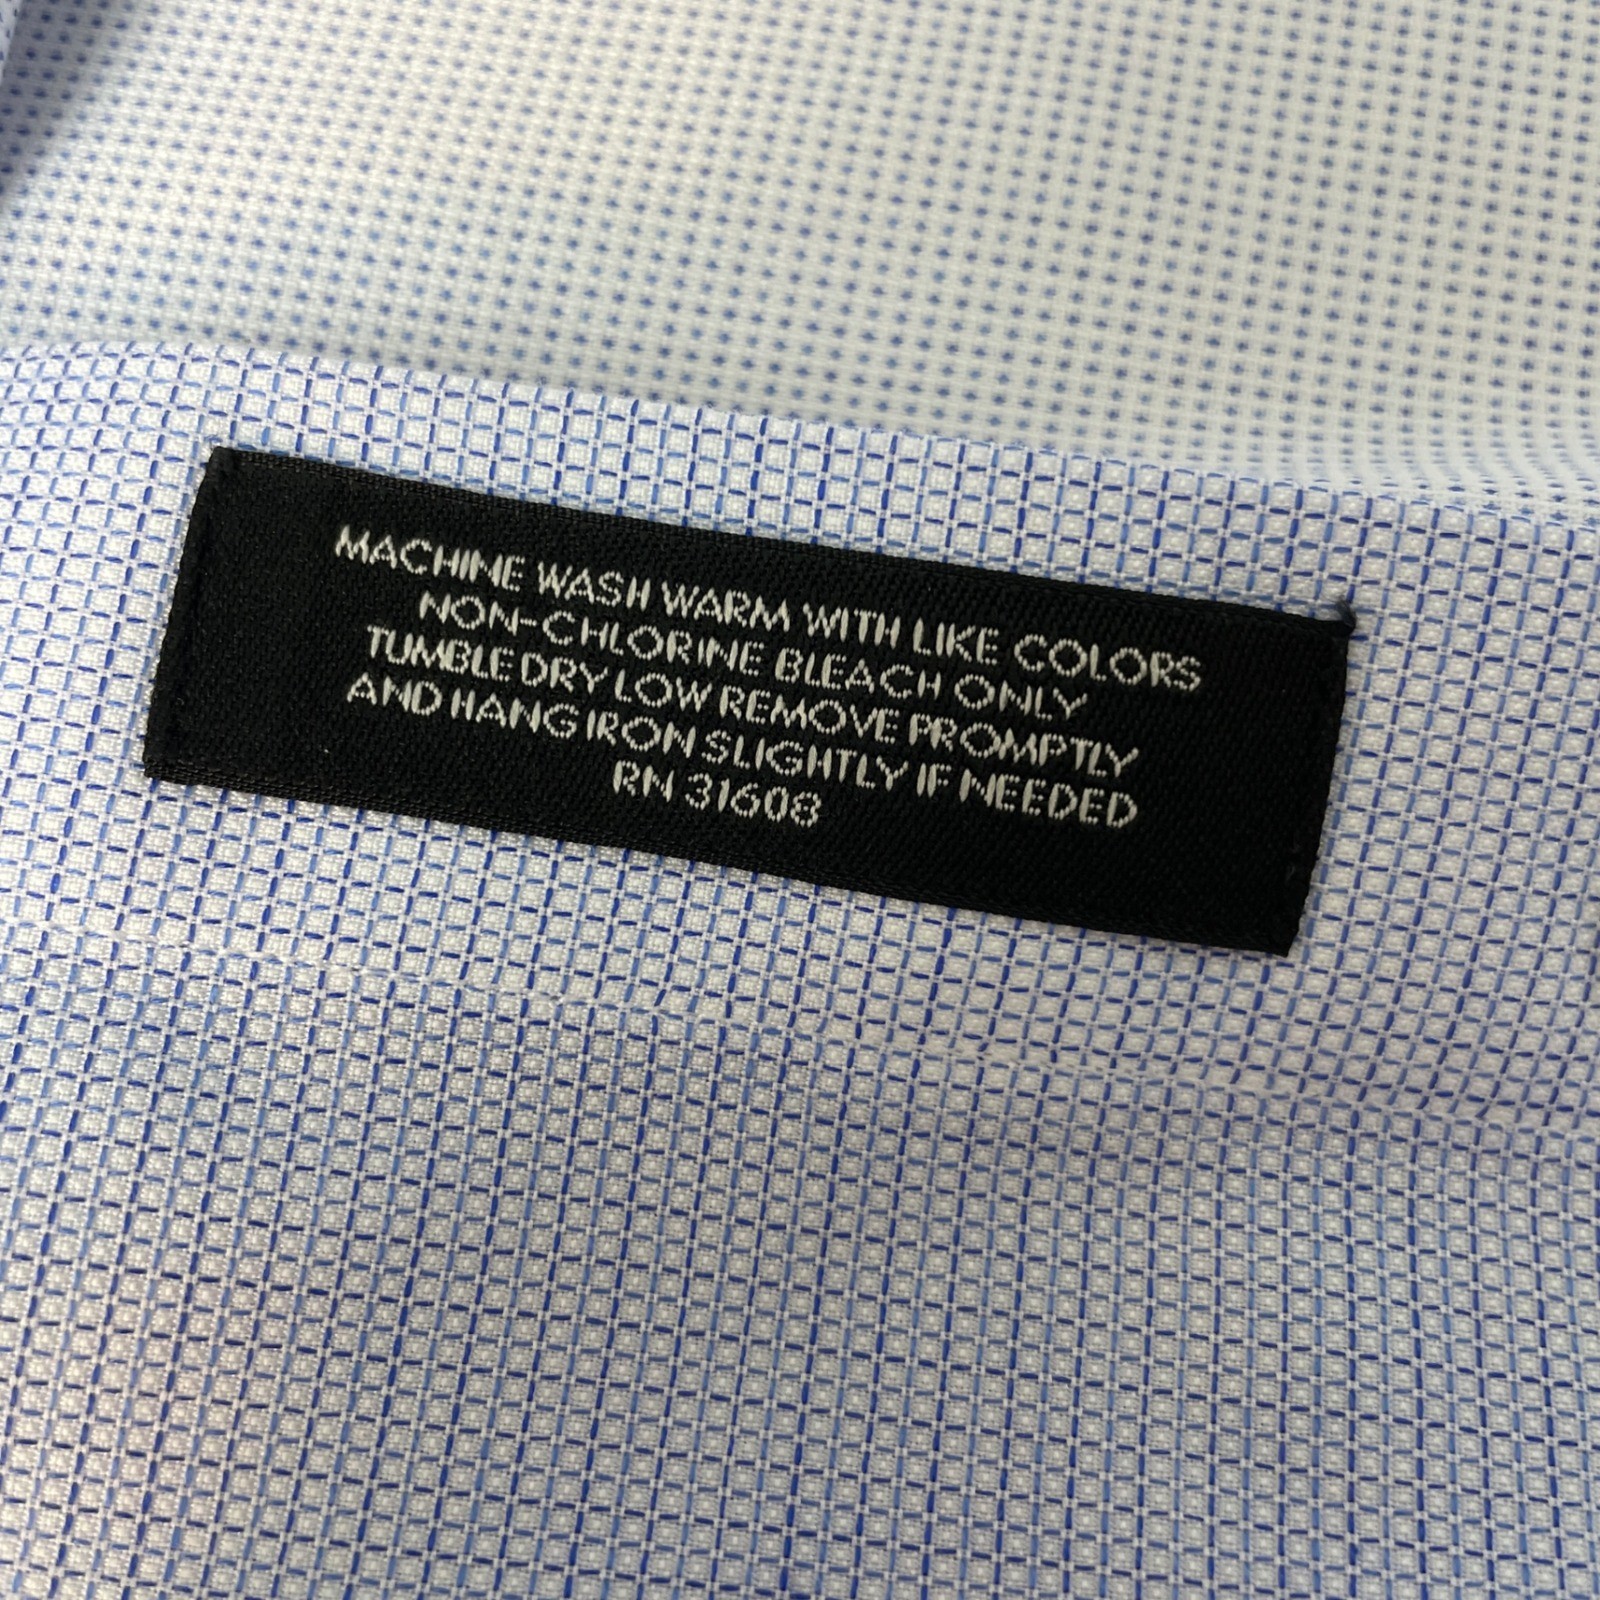 MACHINE WASH WARM WITH LIKE COLORS
NON-CHLORINE BLEACH ONLY
TUMBLE DRY LOW REMOVE PROMPTLY
AND HANG IRON SLIGHTLY IF NEEDED
RN 31608